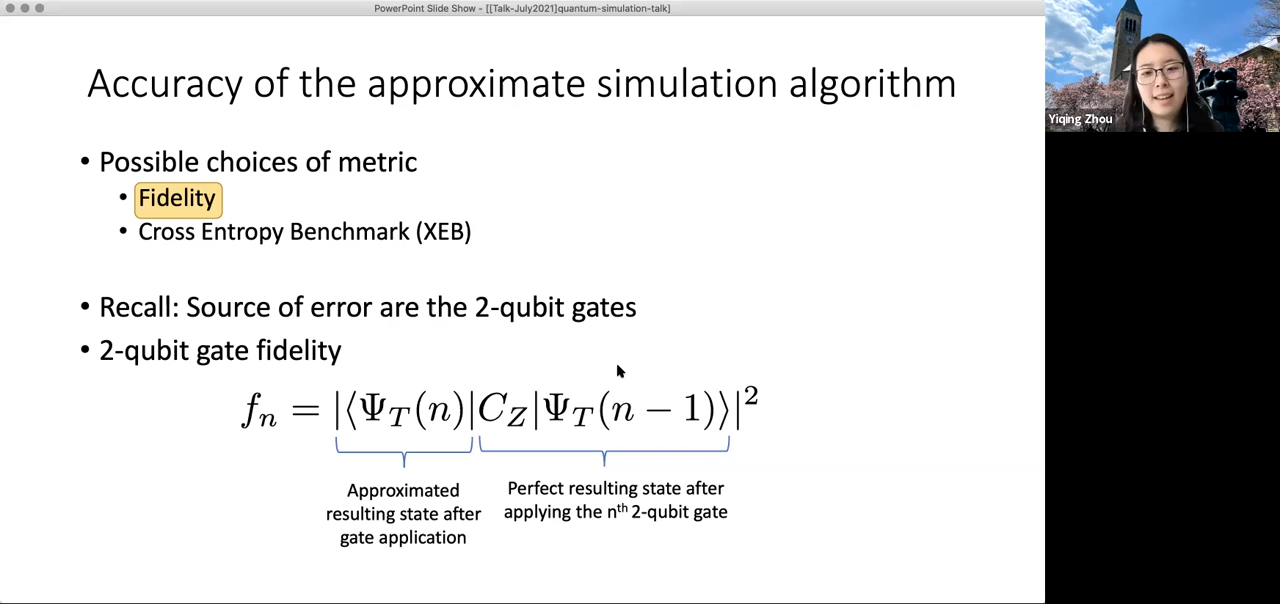 PowerPoint Slide Show - [[Talk-July2021]quantum-simulation-talk]
Accuracy of the approximate simulation algorithm
• Possible choices of metric
• Fidelity
• Cross Entropy Benchmark (XEB)
• Recall: Source of error are the 2-qubit gates
• 2-qubit gate fidelity
fₙ = |⟨Ψ_T(n)|C_Z|Ψ_T(n − 1)⟩|²
Approximated
resulting state after
gate application
Perfect resulting state after
applying the nᵗʰ 2-qubit gate
Yiqing Zhou